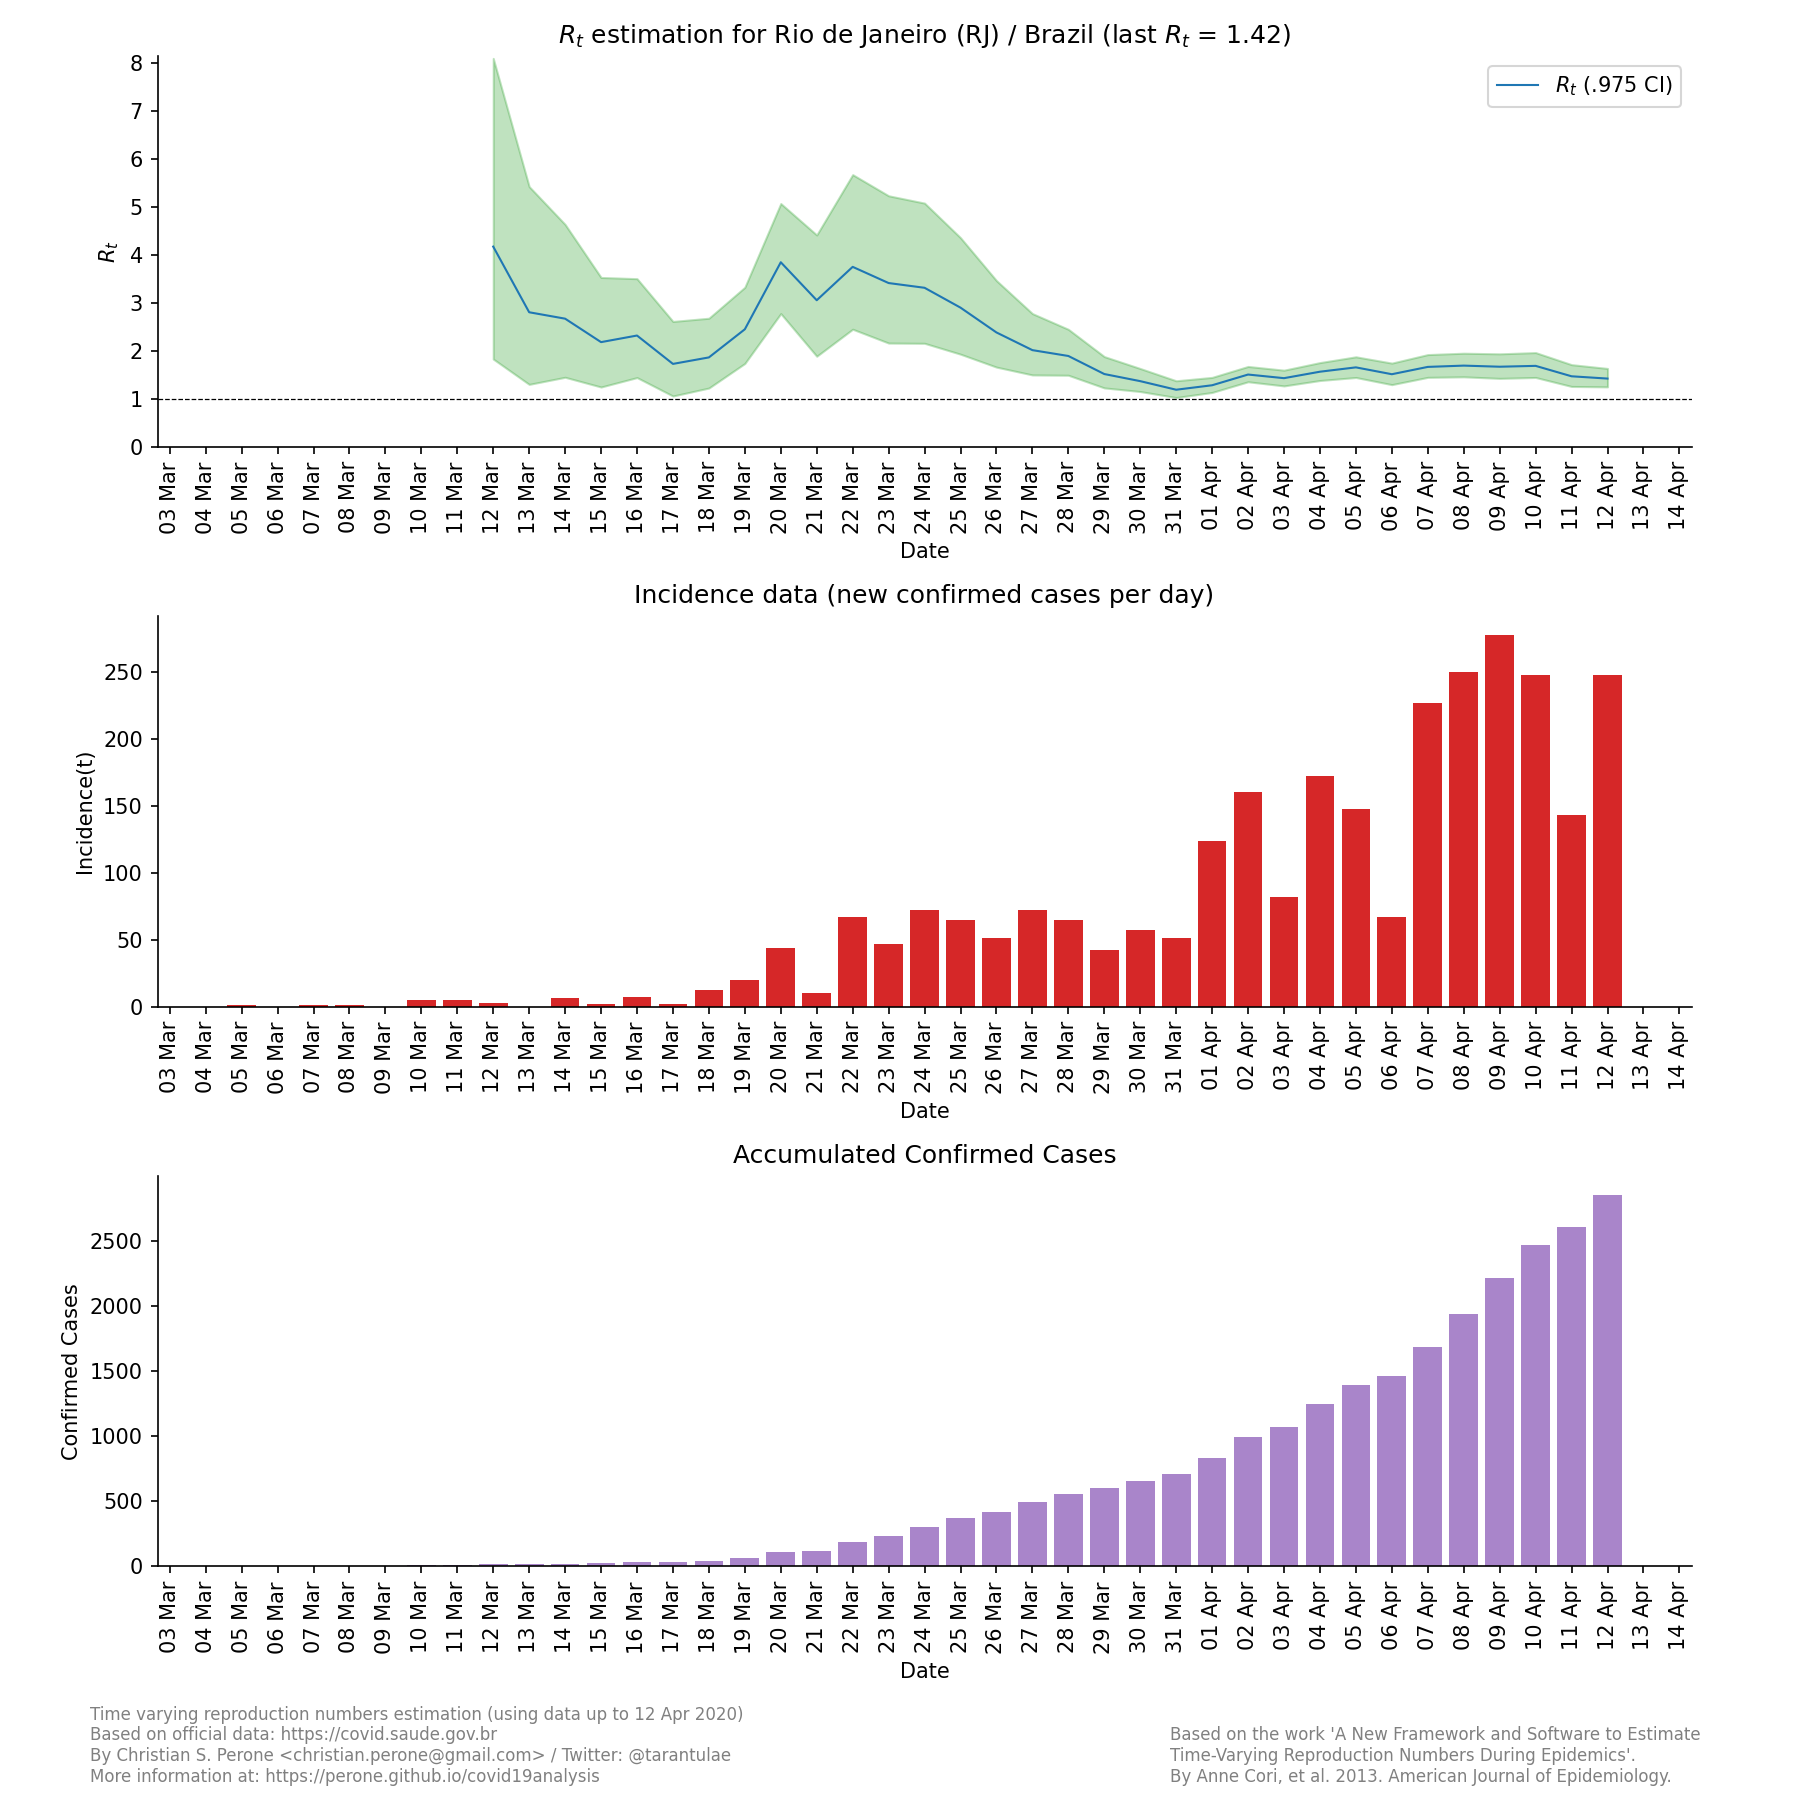 R_t estimation for Rio de Janeiro (RJ) / Brazil (last R_t = 1.42)
8
7
6
5
4
3
2
1
0
R_t
R_t (.975 CI)
03 Mar 04 Mar 05 Mar 06 Mar 07 Mar 08 Mar 09 Mar 10 Mar 11 Mar 12 Mar 13 Mar 14 Mar 15 Mar 16 Mar 17 Mar 18 Mar 19 Mar 20 Mar 21 Mar 22 Mar 23 Mar 24 Mar 25 Mar 26 Mar 27 Mar 28 Mar 29 Mar 30 Mar 31 Mar 01 Apr 02 Apr 03 Apr 04 Apr 05 Apr 06 Apr 07 Apr 08 Apr 09 Apr 10 Apr 11 Apr 12 Apr 13 Apr 14 Apr
Date
Incidence data (new confirmed cases per day)
250
200
150
100
50
0
Incidence(t)
03 Mar 04 Mar 05 Mar 06 Mar 07 Mar 08 Mar 09 Mar 10 Mar 11 Mar 12 Mar 13 Mar 14 Mar 15 Mar 16 Mar 17 Mar 18 Mar 19 Mar 20 Mar 21 Mar 22 Mar 23 Mar 24 Mar 25 Mar 26 Mar 27 Mar 28 Mar 29 Mar 30 Mar 31 Mar 01 Apr 02 Apr 03 Apr 04 Apr 05 Apr 06 Apr 07 Apr 08 Apr 09 Apr 10 Apr 11 Apr 12 Apr 13 Apr 14 Apr
Date
Accumulated Confirmed Cases
2500
2000
1500
1000
500
0
Confirmed Cases
03 Mar 04 Mar 05 Mar 06 Mar 07 Mar 08 Mar 09 Mar 10 Mar 11 Mar 12 Mar 13 Mar 14 Mar 15 Mar 16 Mar 17 Mar 18 Mar 19 Mar 20 Mar 21 Mar 22 Mar 23 Mar 24 Mar 25 Mar 26 Mar 27 Mar 28 Mar 29 Mar 30 Mar 31 Mar 01 Apr 02 Apr 03 Apr 04 Apr 05 Apr 06 Apr 07 Apr 08 Apr 09 Apr 10 Apr 11 Apr 12 Apr 13 Apr 14 Apr
Date
Time varying reproduction numbers estimation (using data up to 12 Apr 2020)
Based on official data: https://covid.saude.gov.br
By Christian S. Perone <christian.perone@gmail.com> / Twitter: @tarantulae
More information at: https://perone.github.io/covid19analysis
Based on the work 'A New Framework and Software to Estimate
Time-Varying Reproduction Numbers During Epidemics'.
By Anne Cori, et al. 2013. American Journal of Epidemiology.